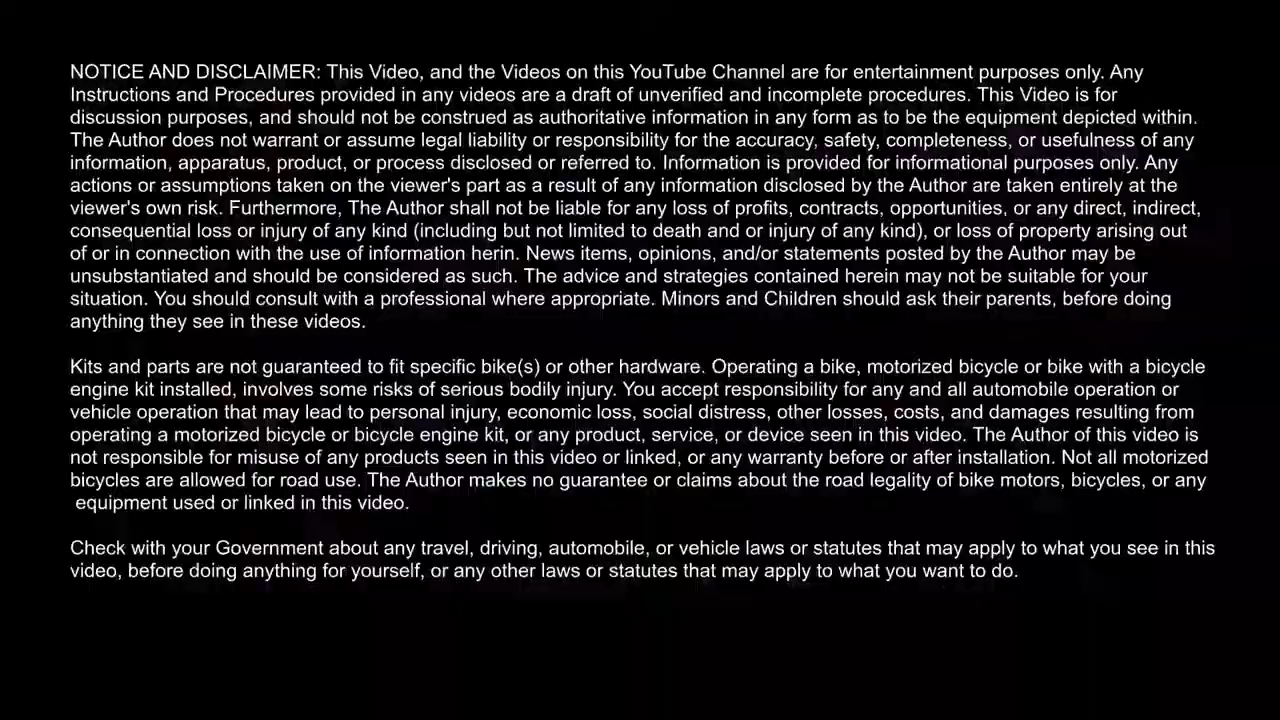 NOTICE AND DISCLAIMER: This Video, and the Videos on this YouTube Channel are for entertainment purposes only. Any
Instructions and Procedures provided in any videos are a draft of unverified and incomplete procedures. This Video is for
discussion purposes, and should not be construed as authoritative information in any form as to be the equipment depicted within.
The Author does not warrant or assume legal liability or responsibility for the accuracy, safety, completeness, or usefulness of any
information, apparatus, product, or process disclosed or referred to. Information is provided for informational purposes only. Any
actions or assumptions taken on the viewer's part as a result of any information disclosed by the Author are taken entirely at the
viewer's own risk. Furthermore, The Author shall not be liable for any loss of profits, contracts, opportunities, or any direct, indirect,
consequential loss or injury of any kind (including but not limited to death and or injury of any kind), or loss of property arising out
of or in connection with the use of information herin. News items, opinions, and/or statements posted by the Author may be
unsubstantiated and should be considered as such. The advice and strategies contained herein may not be suitable for your
situation. You should consult with a professional where appropriate. Minors and Children should ask their parents, before doing
anything they see in these videos.
Kits and parts are not guaranteed to fit specific bike(s) or other hardware. Operating a bike, motorized bicycle or bike with a bicycle
engine kit installed, involves some risks of serious bodily injury. You accept responsibility for any and all automobile operation or
vehicle operation that may lead to personal injury, economic loss, social distress, other losses, costs, and damages resulting from
operating a motorized bicycle or bicycle engine kit, or any product, service, or device seen in this video. The Author of this video is
not responsible for misuse of any products seen in this video or linked, or any warranty before or after installation. Not all motorized
bicycles are allowed for road use. The Author makes no guarantee or claims about the road legality of bike motors, bicycles, or any
equipment used or linked in this video.
Check with your Government about any travel, driving, automobile, or vehicle laws or statutes that may apply to what you see in this
video, before doing anything for yourself, or any other laws or statutes that may apply to what you want to do.